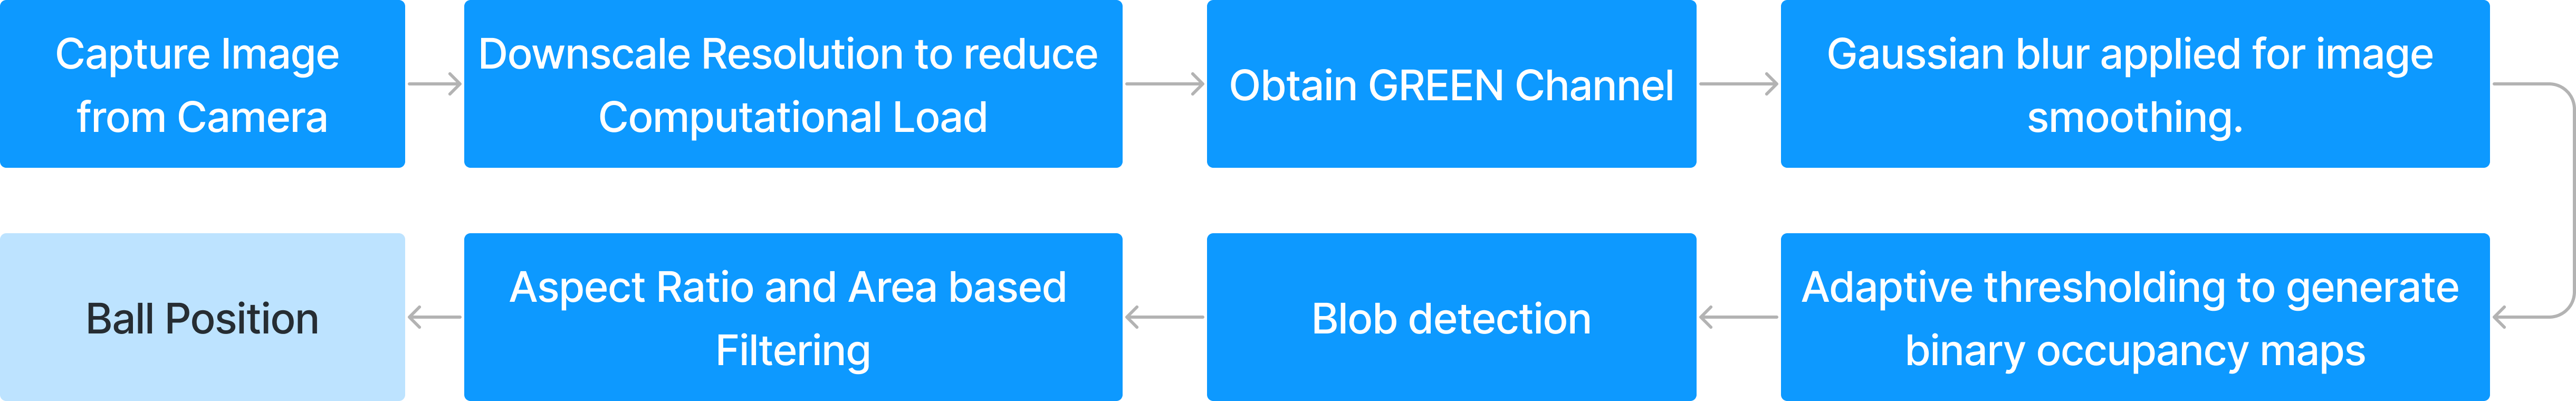 Capture Image
from Camera
Downscale Resolution to reduce
Computational Load
Obtain GREEN Channel
Gaussian blur applied for image
smoothing.
Adaptive thresholding to generate
binary occupancy maps
Blob detection
Aspect Ratio and Area based
Filtering
Ball Position